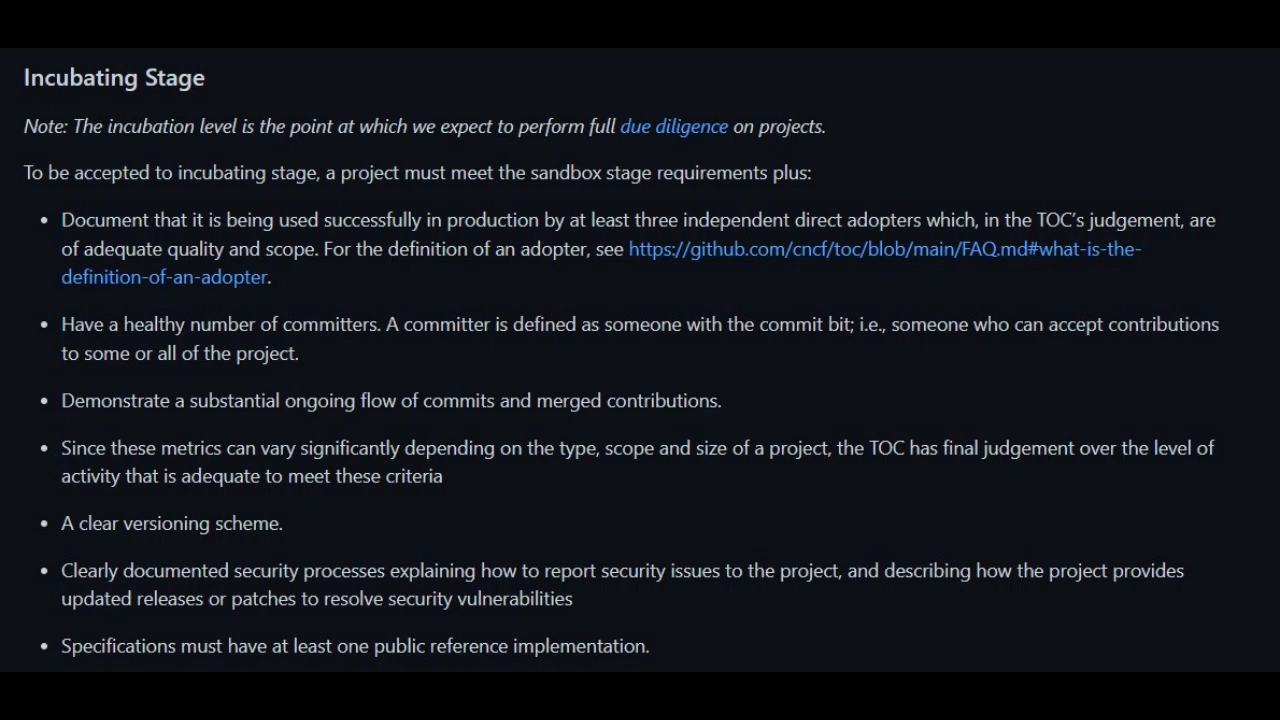 Incubating Stage
Note: The incubation level is the point at which we expect to perform full due diligence on projects.
To be accepted to incubating stage, a project must meet the sandbox stage requirements plus:
• Document that it is being used successfully in production by at least three independent direct adopters which, in the TOC’s judgement, are
of adequate quality and scope. For the definition of an adopter, see https://github.com/cncf/toc/blob/main/FAQ.md#what-is-the-
definition-of-an-adopter.
• Have a healthy number of committers. A committer is defined as someone with the commit bit; i.e., someone who can accept contributions
to some or all of the project.
• Demonstrate a substantial ongoing flow of commits and merged contributions.
• Since these metrics can vary significantly depending on the type, scope and size of a project, the TOC has final judgement over the level of
activity that is adequate to meet these criteria
• A clear versioning scheme.
• Clearly documented security processes explaining how to report security issues to the project, and describing how the project provides
updated releases or patches to resolve security vulnerabilities
• Specifications must have at least one public reference implementation.